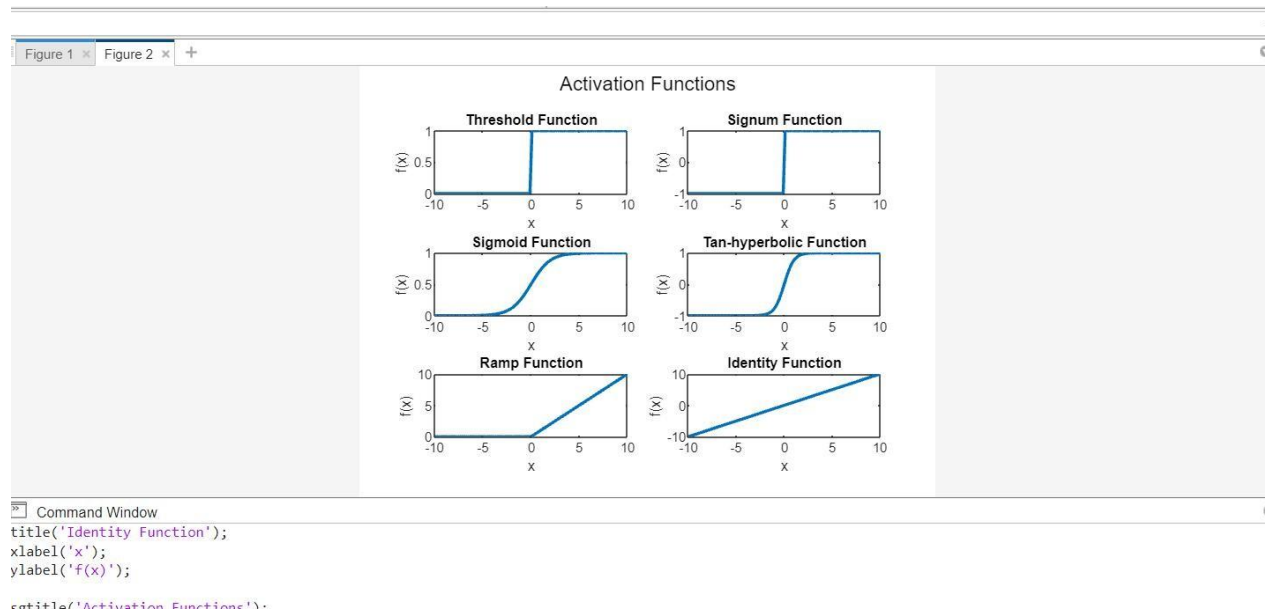 Figure 1 × Figure 2 × +
Activation Functions
Threshold Function
1
0.5
0
f(x)
-10 -5 0 5 10
x
Signum Function
1
0
-1
f(x)
-10 -5 0 5 10
x
Sigmoid Function
1
0.5
0
f(x)
-10 -5 0 5 10
x
Tan-hyperbolic Function
1
0
-1
f(x)
-10 -5 0 5 10
x
Ramp Function
10
5
0
f(x)
-10 -5 0 5 10
x
Identity Function
10
0
-10
f(x)
-10 -5 0 5 10
x
Command Window
title('Identity Function');
xlabel('x');
ylabel('f(x)');
sgtitle('Activation Functions');